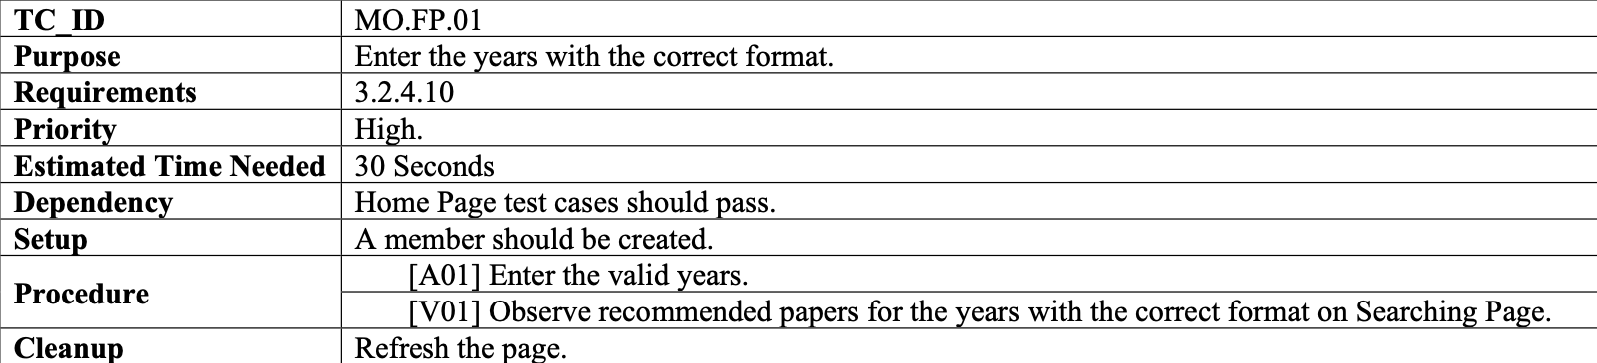 TC_ID MO.FP.01
Purpose Enter the years with the correct format.
Requirements 3.2.4.10
Priority High.
Estimated Time Needed 30 Seconds
Dependency Home Page test cases should pass.
Setup A member should be created.
Procedure [A01] Enter the valid years.
[V01] Observe recommended papers for the years with the correct format on Searching Page.
Cleanup Refresh the page.